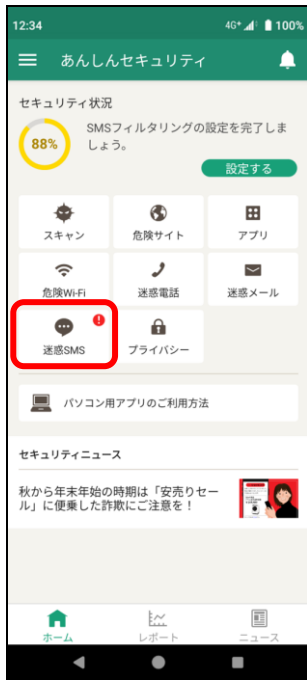 12:34
4G+
100%
あんしんセキュリティ
セキュリティ状況
88%
SMSフィルタリングの設定を完了しま
しょう。
設定する
スキャン
危険サイト
アプリ
危険Wi-Fi
迷惑電話
迷惑メール
迷惑SMS
プライバシー
パソコン用アプリのご利用方法
セキュリティニュース
秋から年末年始の時期は「安売りセー
ル」に便乗した詐欺にご注意を！
ホーム
レポート
ニュース